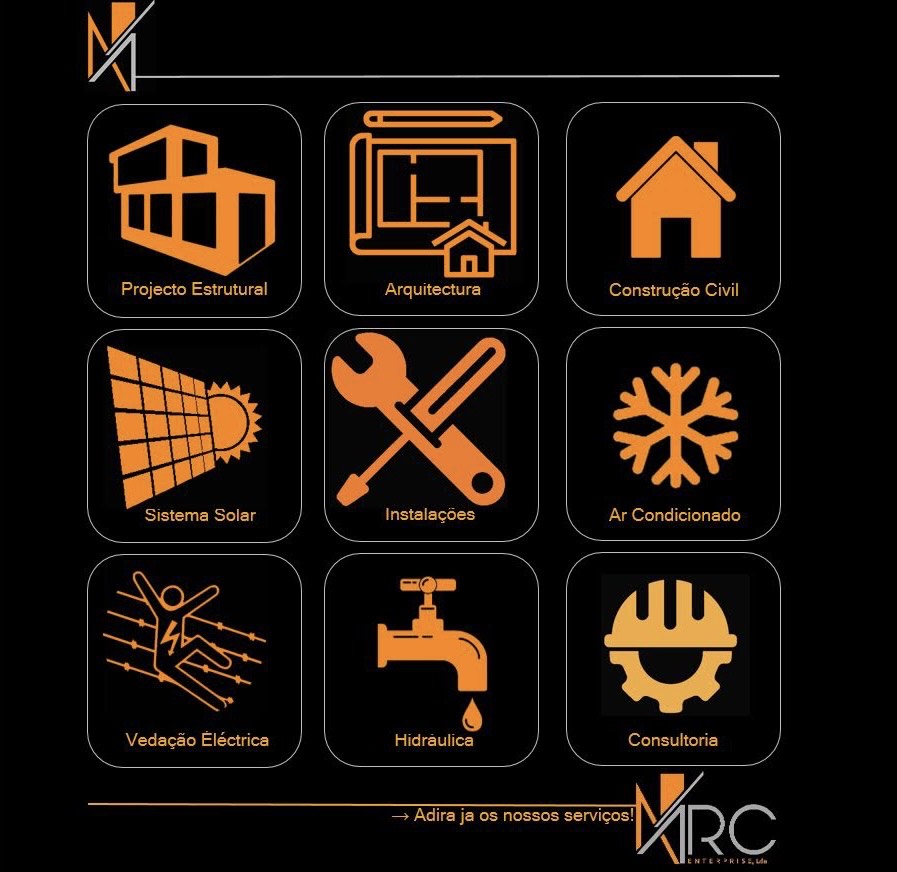 Projecto Estrutural
Arquitectura
Construção Civil
Sistema Solar
Instalações
Ar Condicionado
Vedação Éléctrica
Hidráulica
Consultoria
→ Adira ja os nossos serviços!
NARC
ENTERPRISE, Lda